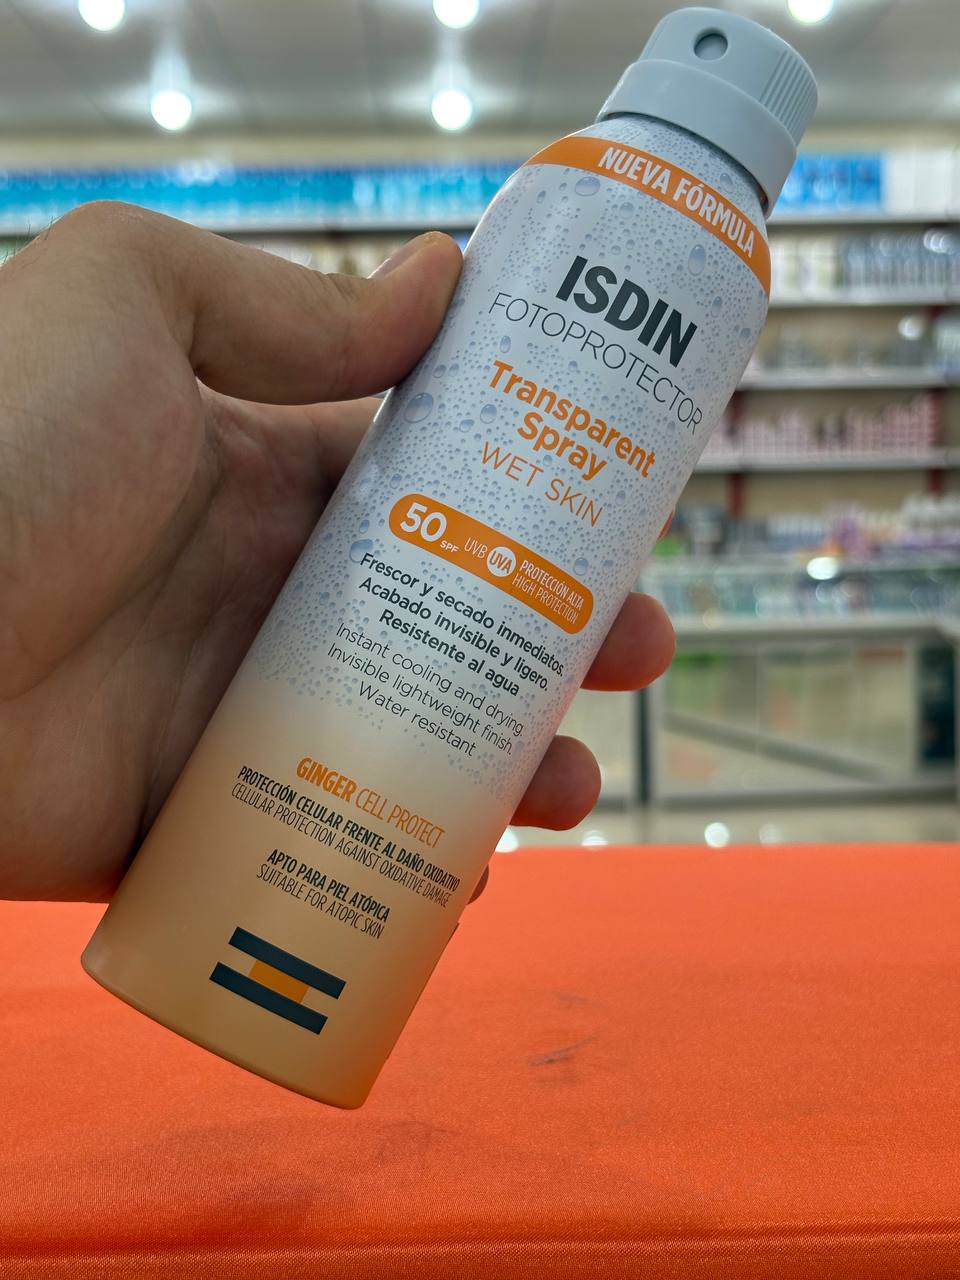 NUEVA FÓRMULA
ISDIN
FOTOPROTECTOR
Transparent
Spray
WET SKIN
50 SPF UVB UVA PROTECCIÓN ALTA
HIGH PROTECTION
Frescor y secado inmediatos.
Acabado invisible y ligero.
Resistente al agua
Instant cooling and drying.
Invisible lightweight finish.
Water resistant
GINGER CELL PROTECT
PROTECCIÓN CELULAR FRENTE AL DAÑO OXIDATIVO
CELLULAR PROTECTION AGAINST OXIDATIVE DAMAGE
APTO PARA PIEL ATÓPICA
SUITABLE FOR ATOPIC SKIN